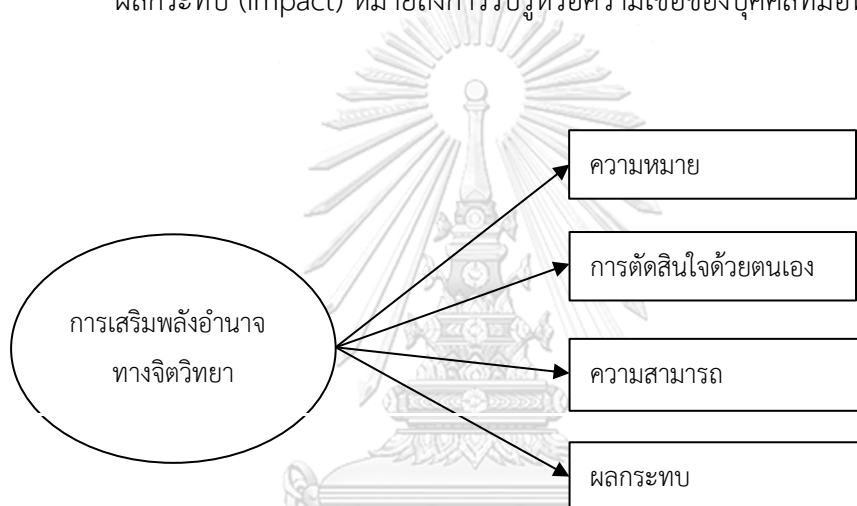 ผลกระทบ (Impact) หมายถึงการรับรู้หรือความเชื่อของบุคคลที่มีอิท
ความหมาย
การตัดสินใจด้วยตนเอง
การเสริมพลังอำนาจ
ทางจิตวิทยา
ความสามารถ
ผลกระทบ